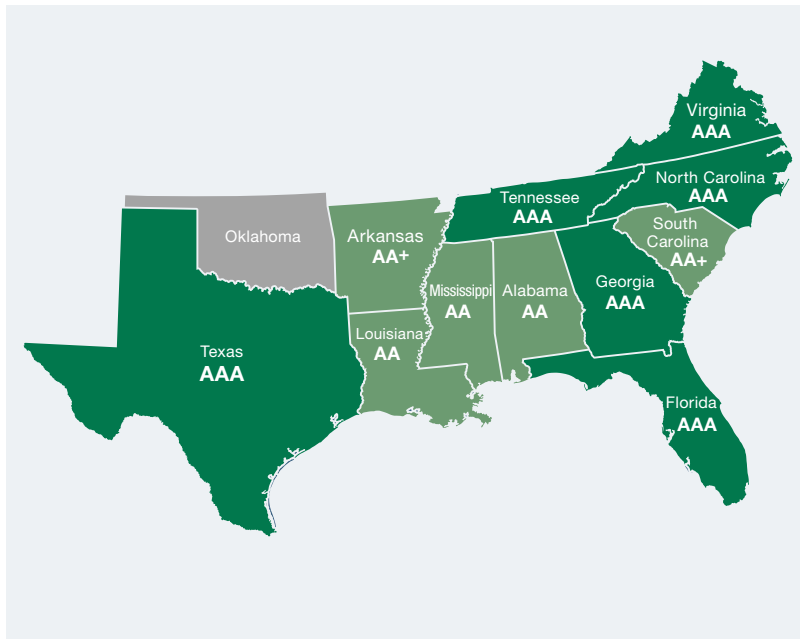 Virginia
AAA
North Carolina
AAA
Tennessee
AAA
South
Carolina
AA+
Oklahoma
Arkansas
AA+
Georgia
AAA
Mississippi
AA
Alabama
AA
Louisiana
AA
Texas
AAA
Florida
AAA